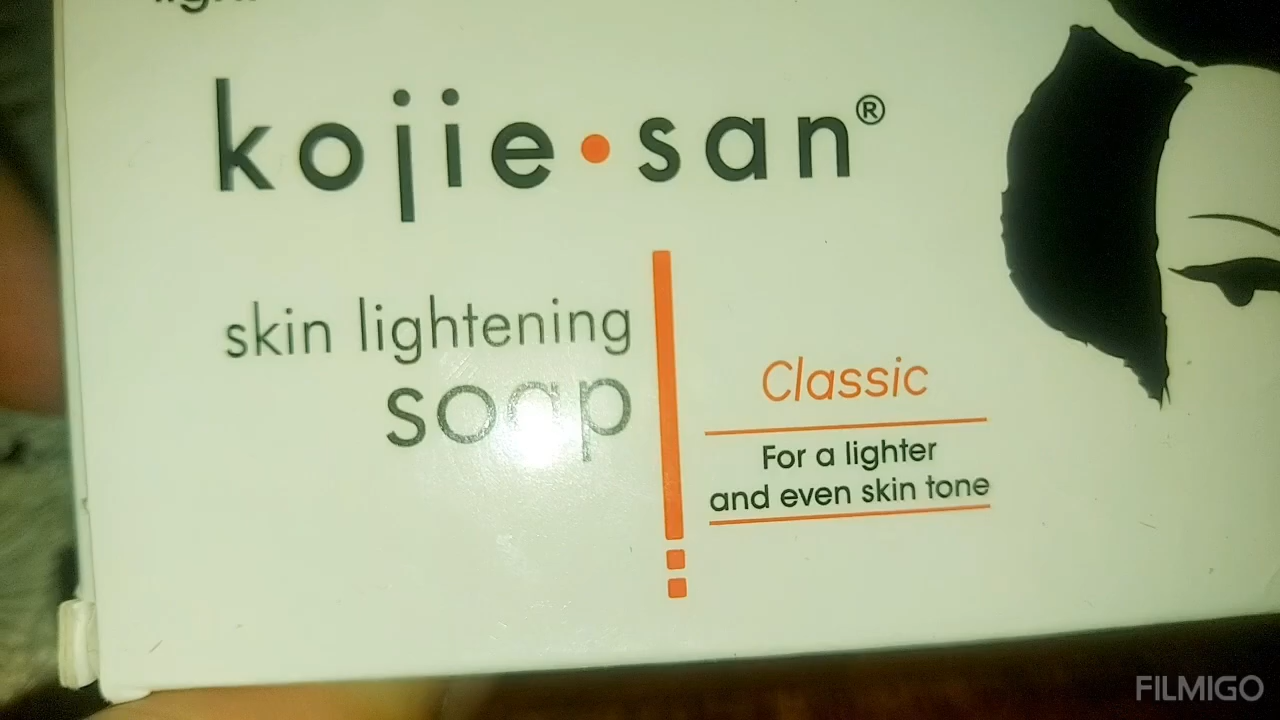 kojie•san®
skin lightening
soap
Classic
For a lighter
and even skin tone
FILMIGO